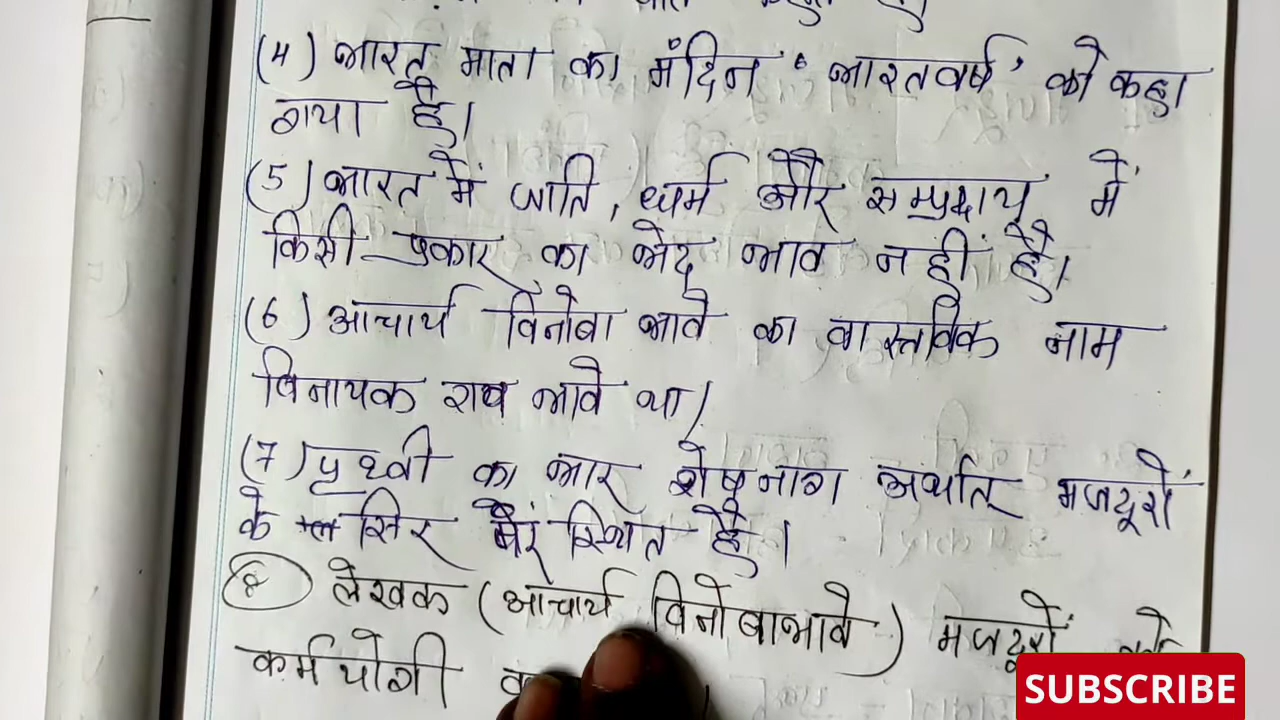 (4) भारत माता का मंदिन 'भारतवर्ष' को कहा
गया है।
(5) भारत में जाति, धर्म और सम्प्रदाय में
किसी प्रकार का भेद भाव नहीं है।
(6) आचार्य विनोबा भावे का वास्तविक नाम
विनायक राव भावे था।
(7) पृथ्वी का भार शेषनाग अर्थात् मजदूरों
के सिर पर स्थित है।
(8) लेखक (आचार्य विनोबाभावे) मजदूरों को
कर्मयोगी
SUBSCRIBE